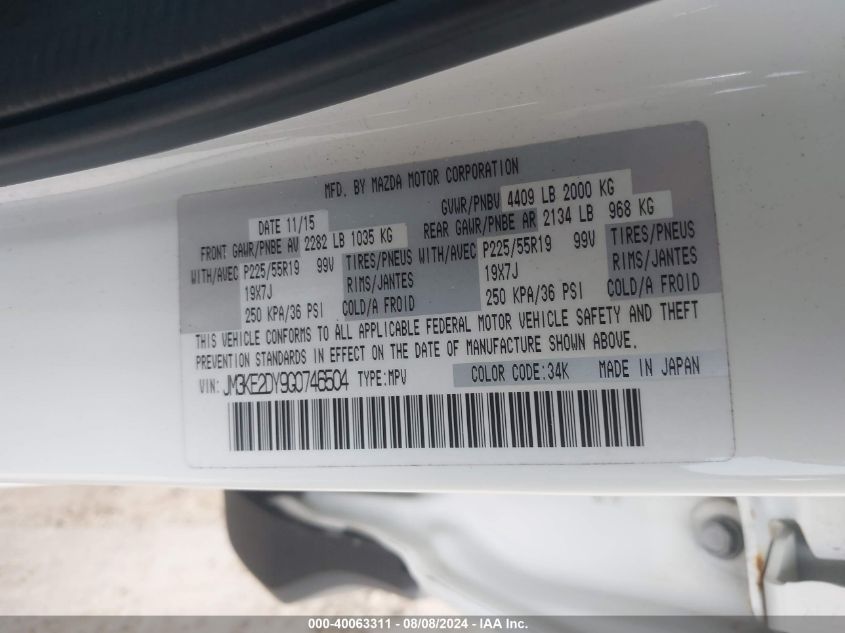 MFD. BY MAZDA MOTOR CORPORATION
DATE 11/15 GVWR/PNBV 4409 LB 2000 KG
FRONT GAWR/PNBE AV 2282 LB 1035 KG REAR GAWR/PNBE AR 2134 LB 968 KG
WITH/AVEC P225/55R19 99V TIRES/PNEUS WITH/AVEC P225/55R19 99V TIRES/PNEUS
19X7J RIMS/JANTES 19X7J RIMS/JANTES
250 KPA/36 PSI COLD/A FROID 250 KPA/36 PSI COLD/A FROID
THIS VEHICLE CONFORMS TO ALL APPLICABLE FEDERAL MOTOR VEHICLE SAFETY AND THEFT
PREVENTION STANDARDS IN EFFECT ON THE DATE OF MANUFACTURE SHOWN ABOVE.
VIN: JM3KE2DY9G0746504 TYPE:MPV COLOR CODE:34K MADE IN JAPAN
000-40063311 - 08/08/2024 - IAA Inc.